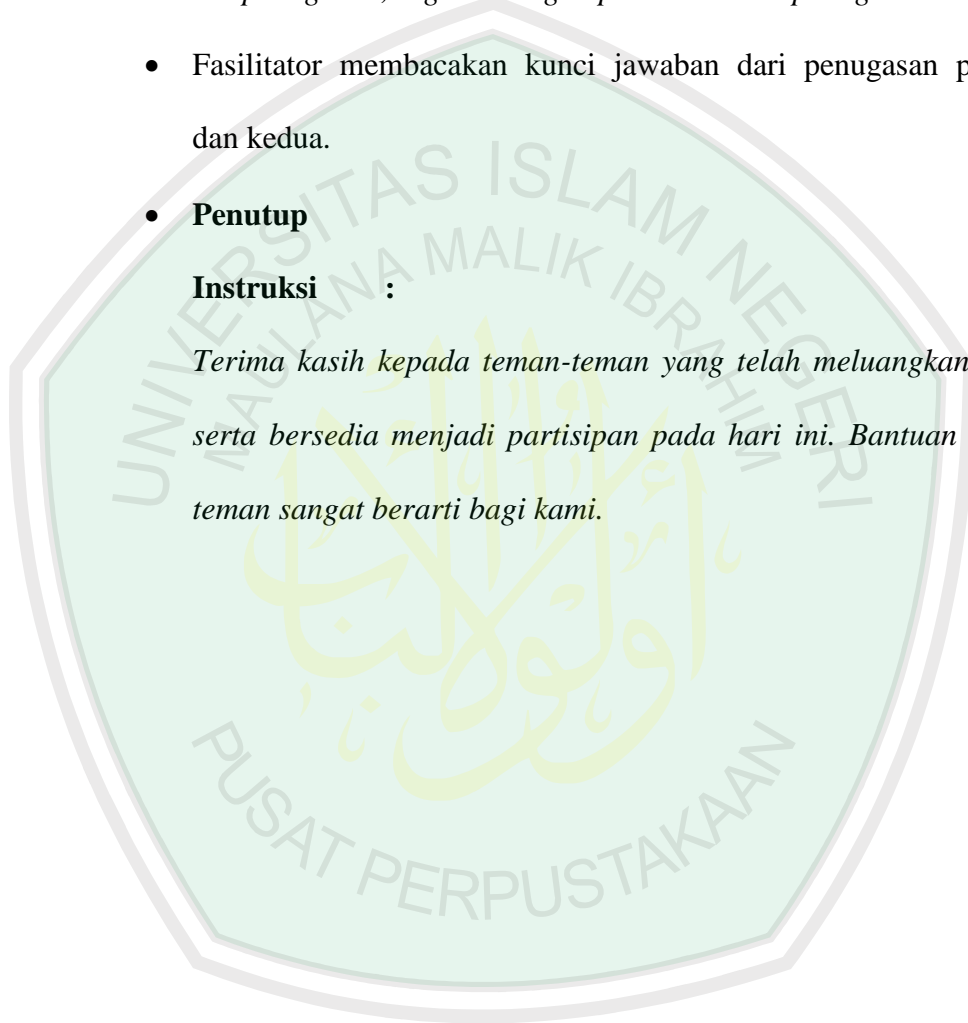 • Fasilitator membacakan kunci jawaban dari penugasan
dan kedua.
• Penutup
Instruksi :
Terima kasih kepada teman-teman yang telah meluangkan
serta bersedia menjadi partisipan pada hari ini. Bantuan
teman sangat berarti bagi kami.
UNIVERSITAS ISLAM NEGERI
MAULANA MALIK IBRAHIM
PUSAT PERPUSTAKAAN